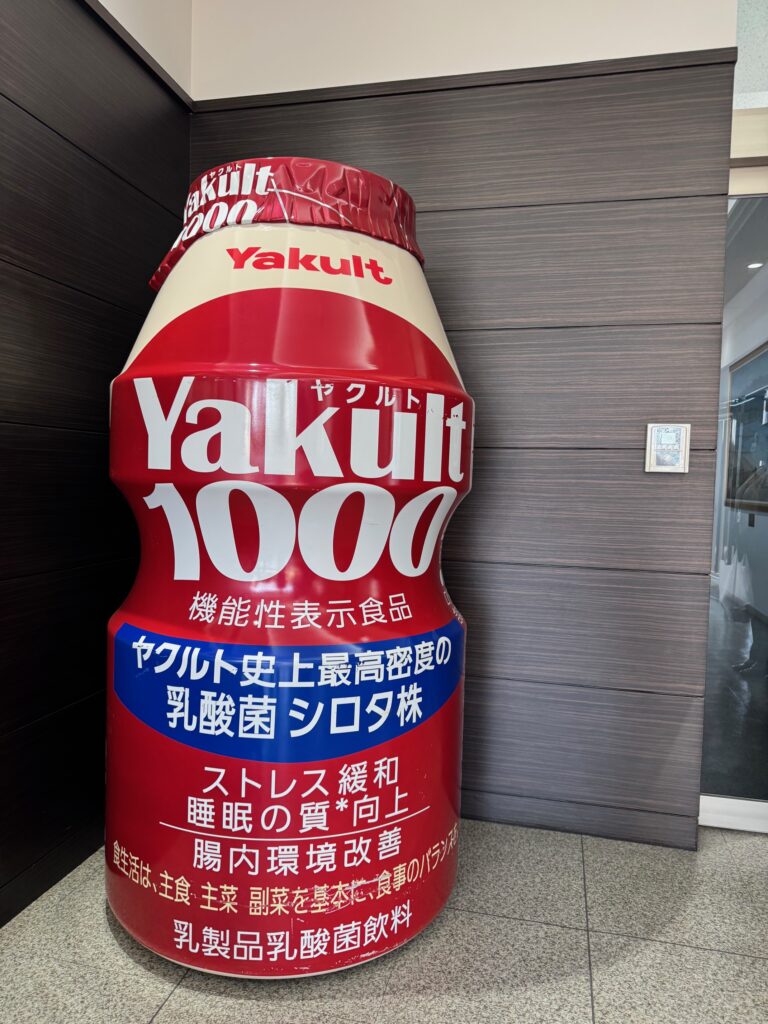 ヤクルト
Yakult
1000
Yakult
ヤクルト
Yakult
1000
機能性表示食品
ヤクルト史上最高密度の
乳酸菌 シロタ株
ストレス緩和
睡眠の質*向上
腸内環境改善
食生活は、主食 主菜 副菜を基本に、食事のバランスを
乳製品乳酸菌飲料